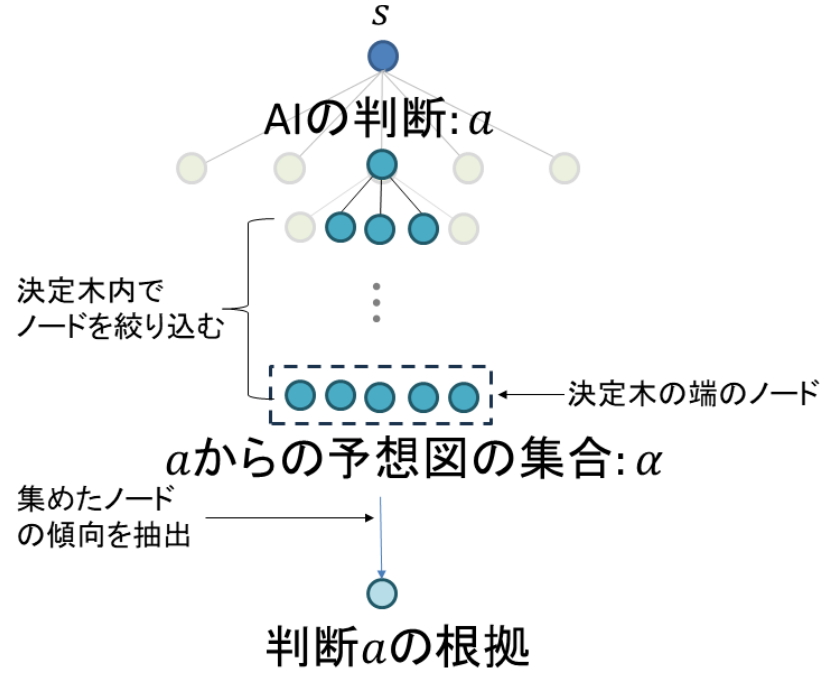 s
AIの判断: a
決定木内で
ノードを絞り込む
決定木の端のノード
aからの予想図の集合: α
集めたノード
の傾向を抽出
判断aの根拠